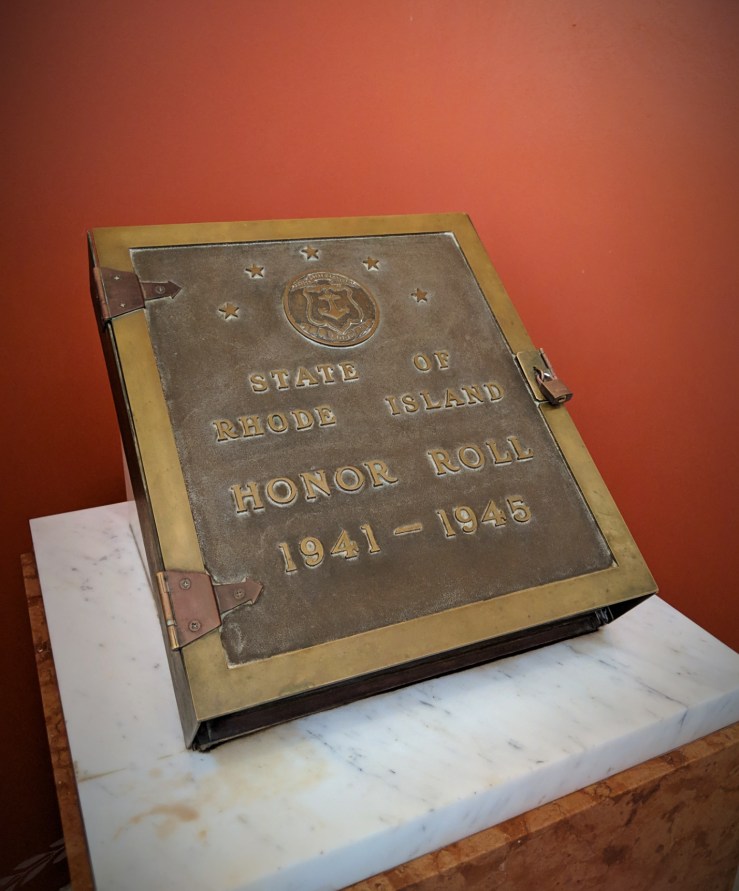 STATE OF
RHODE ISLAND
HONOR ROLL
1941 – 1945